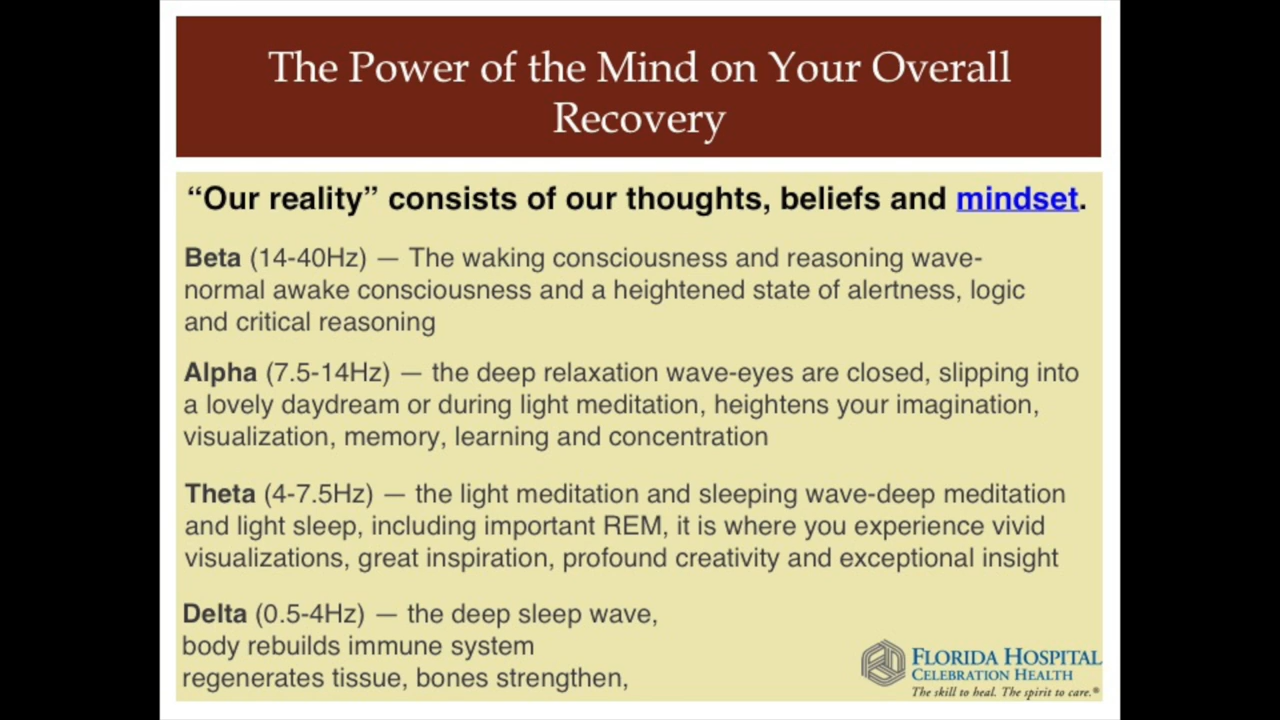 The Power of the Mind on Your Overall
Recovery
“Our reality” consists of our thoughts, beliefs and mindset.
Beta (14-40Hz) — The waking consciousness and reasoning wave-
normal awake consciousness and a heightened state of alertness, logic
and critical reasoning
Alpha (7.5-14Hz) — the deep relaxation wave-eyes are closed, slipping into
a lovely daydream or during light meditation, heightens your imagination,
visualization, memory, learning and concentration
Theta (4-7.5Hz) — the light meditation and sleeping wave-deep meditation
and light sleep, including important REM, it is where you experience vivid
visualizations, great inspiration, profound creativity and exceptional insight
Delta (0.5-4Hz) — the deep sleep wave,
body rebuilds immune system
regenerates tissue, bones strengthen,
FLORIDA HOSPITAL
CELEBRATION HEALTH
The skill to heal. The spirit to care.®